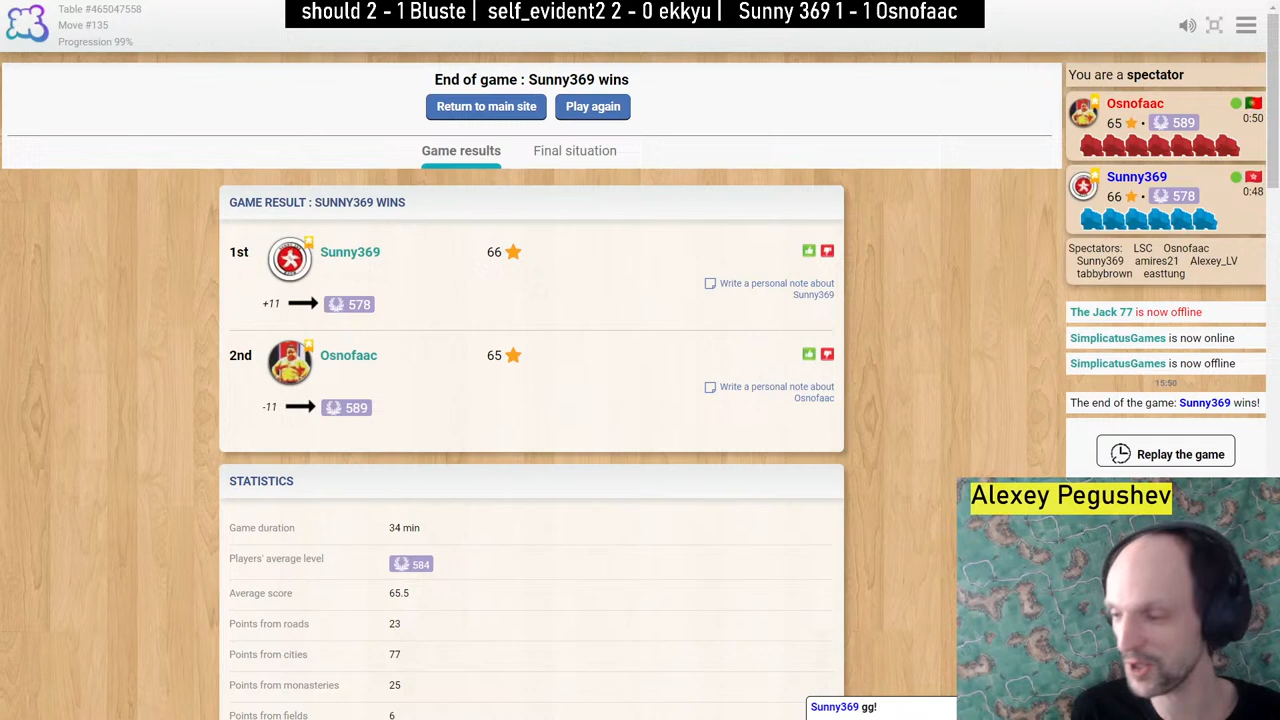 Table #465047558
Move #135
Progression 99%
should 2 - 1 Bluste | self_evident2 2 - 0 ekkyu | Sunny 369 1 - 1 Osnofaac
End of game : Sunny369 wins
Return to main site
Play again
Game results
Final situation
GAME RESULT : SUNNY369 WINS
1st
Sunny369
66
Write a personal note about
Sunny369
+11
578
2nd
Osnofaac
65
Write a personal note about
Osnofaac
-11
589
STATISTICS
Game duration
34 min
Players' average level
584
Average score
65.5
Points from roads
23
Points from cities
77
Points from monasteries
25
Points from fields
6
You are a spectator
Osnofaac
65 • 589
0:50
Sunny369
66 • 578
0:48
Spectators: LSC Osnofaac
Sunny369 amires21 Alexey_LV
tabbybrown easttung
The Jack 77 is now offline
SimplicatusGames is now online
SimplicatusGames is now offline
15:50
The end of the game: Sunny369 wins!
Replay the game
Alexey Pegushev
Sunny369 gg!